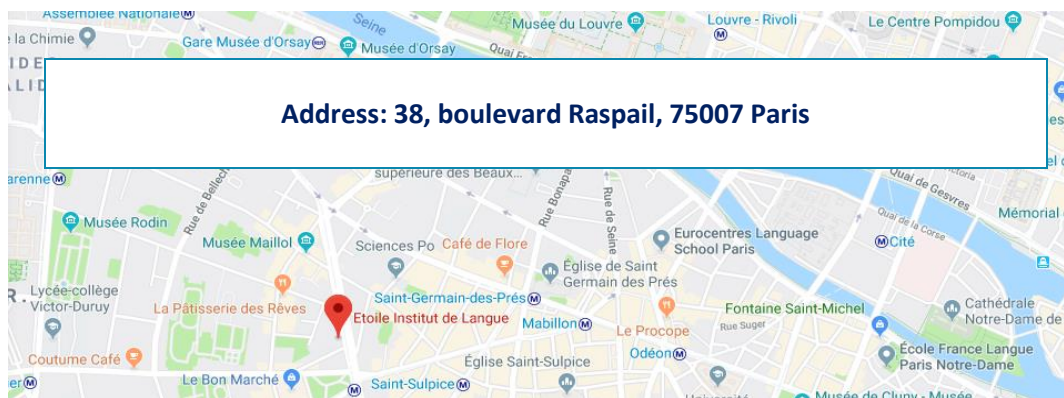 Assemblée Nationale
Seine
Musée du Louvre
Louvre - Rivoli
Le Centre Pompidou
la Chimie
Gare Musée d'Orsay
RER
Musée d'Orsay
Quai
Address: 38, boulevard Raspail, 75007 Paris
arenne
Rue de Bellech
supérieure des Beaux...
Rue Bonapa
Rue de Seine
Quai de Gesvres
Musée Rodin
Musée Maillol
Sciences Po
Café de Flore
Eurocentres Language
School Paris
Quai de la Corse
Cité
Mémorial
Église de Saint
Germain des Prés
Lycée-collège
Victor-Duruy
La Pâtisserie des Rêves
Saint-Germain-des-Prés
Etoile Institut de Langue
Mabillon
Le Procope
Fontaine Saint-Michel
Rue Suger
Cathédrale
Notre-Dame de
Coutume Café
Église Saint-Sulpice
Odéon
École France Langue
Paris Notre-Dame
Le Bon Marché
Saint-Sulpice
Musée de Cluny - Musée